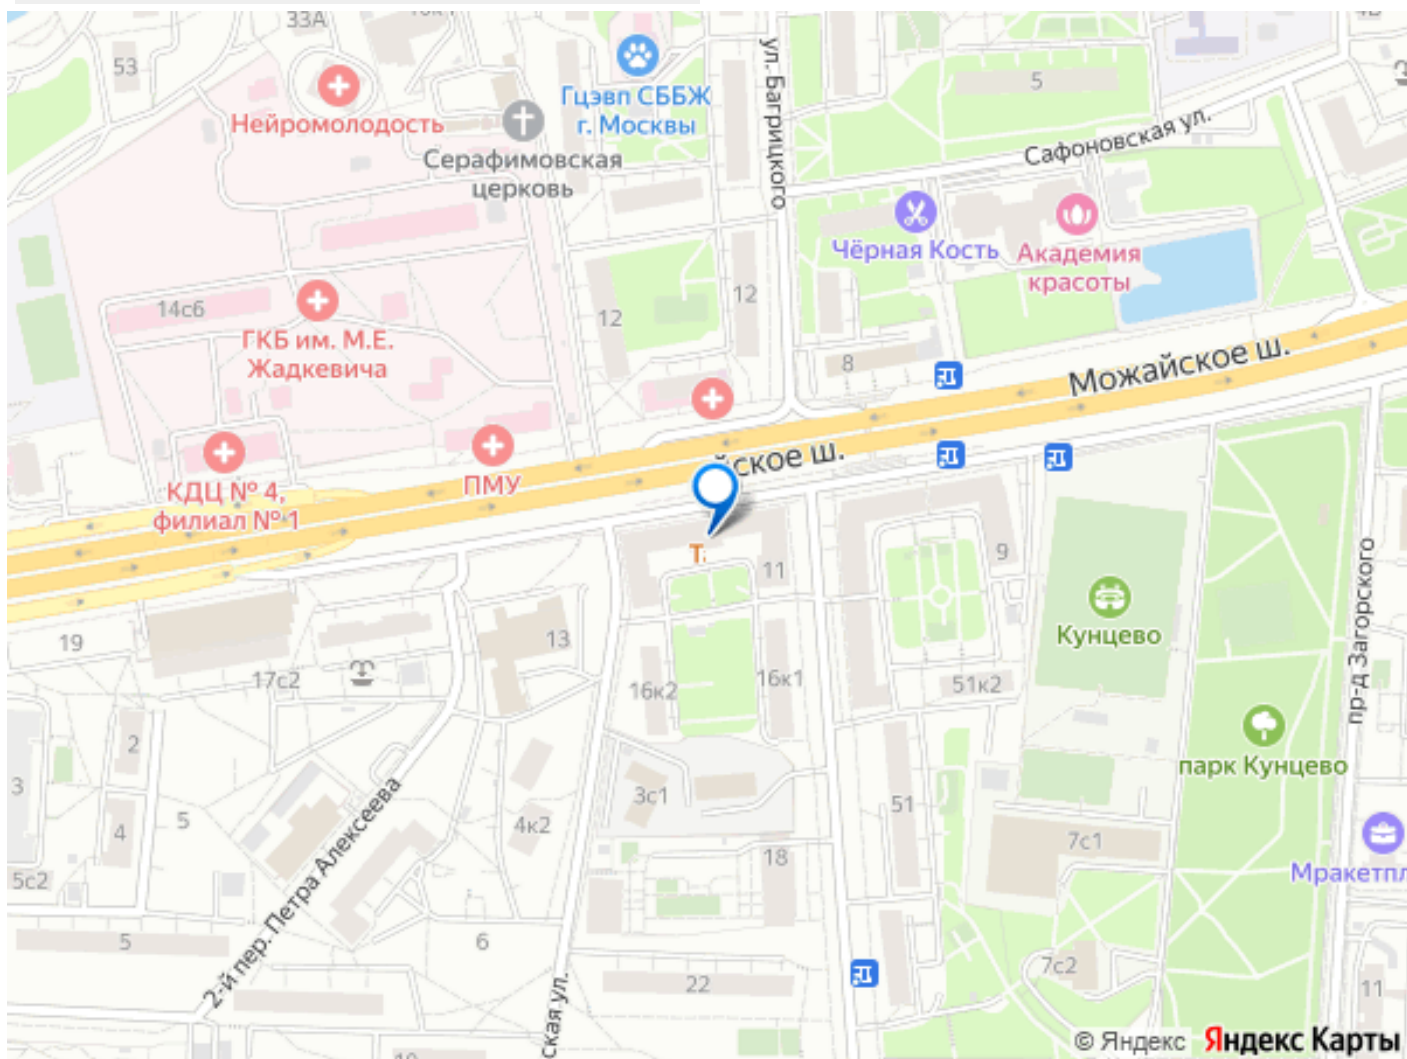 33А
53
Гцэвп СББЖ
г. Москвы
ул. Багрицкого
5
Сафоновская ул.
Нейромолодость
Серафимовская
церковь
Чёрная Кость
Академия
красоты
14с6
12
12
ГКБ им. М.Е.
Жадкевича
8
Можайское ш.
йское ш.
ПМУ
КДЦ № 4,
филиал № 1
11
9
Кунцево
13
19
17с2
16к2
16к1
51к2
пр-д Загорского
парк Кунцево
2
3
3с1
51
4
5
4к2
7с1
18
5с2
Мракетпл
2-й пер. Петра Алексеева
5
6
22
7с2
11
ская ул.
© Яндекс
Яндекс Карты